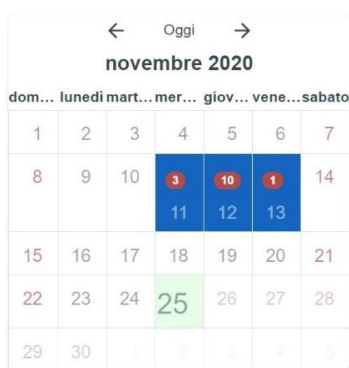 Oggi
novembre 2020
dom... lunedì mart... mer... giov... vene... sabato
1 2 3 4 5 6 7
8 9 10 3 11 10 12 1 13 14
15 16 17 18 19 20 21
22 23 24 25 26 27 28
29 30 1 2 3 4 5